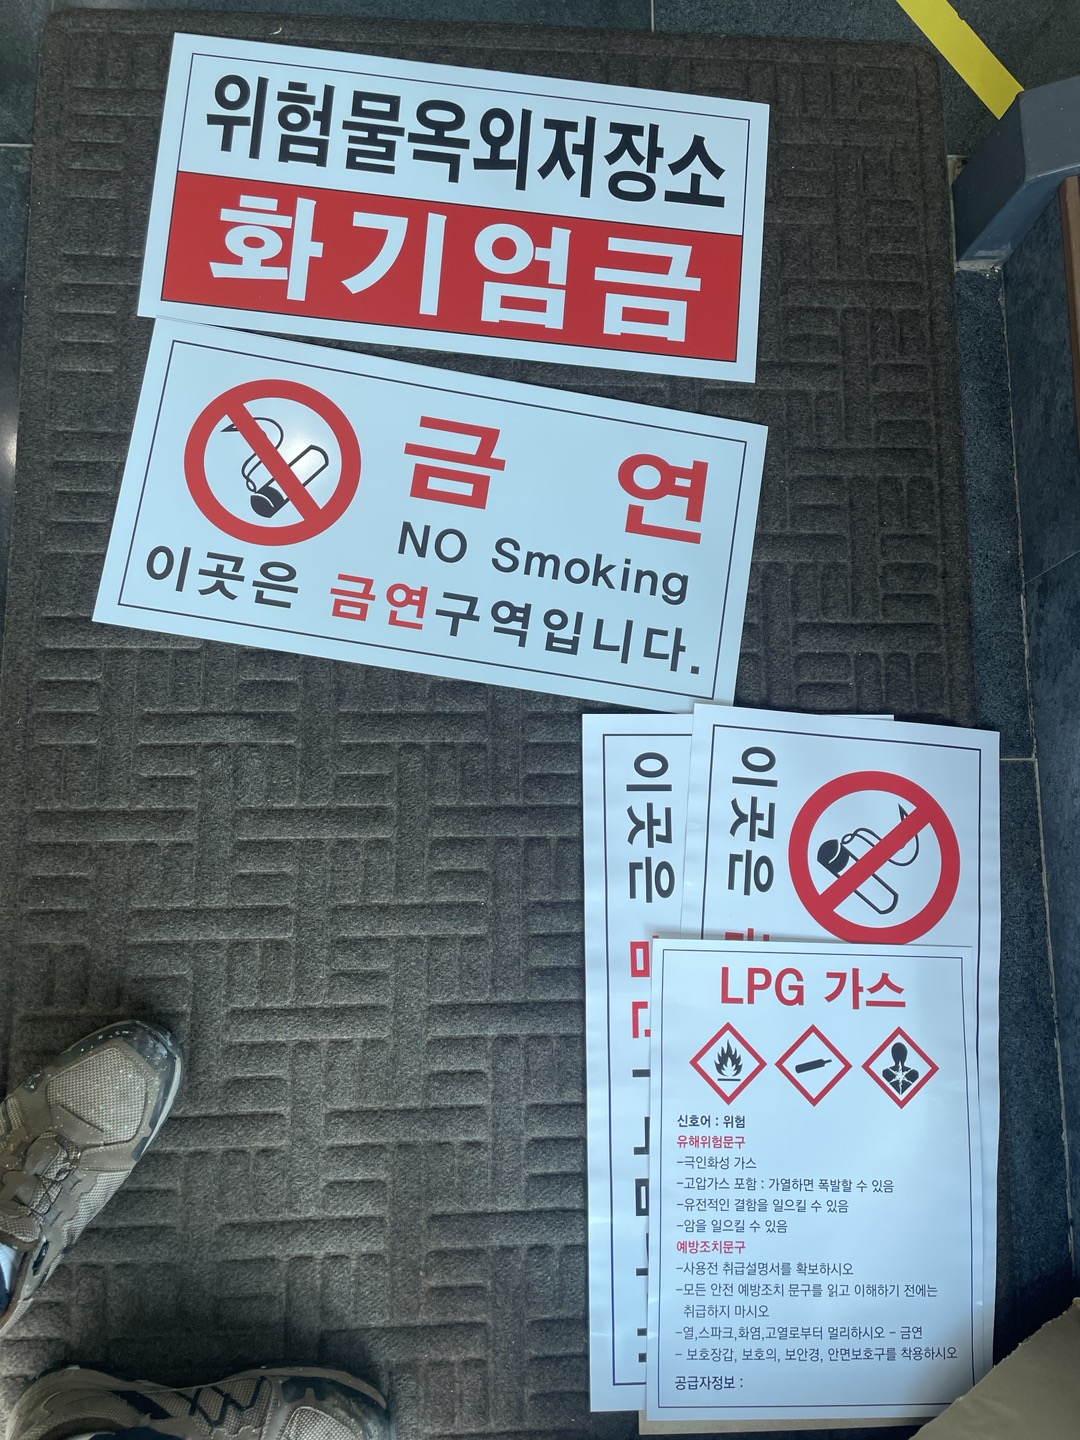 위험물옥외저장소
화기엄금
금 연
NO Smoking
이곳은 금연구역입니다.
이곳은
이곳은
LPG 가스
신호어 : 위험
유해위험문구
-극인화성 가스
-고압가스 포함 : 가열하면 폭발할 수 있음
-유전적인 결함을 일으킬 수 있음
-암을 일으킬 수 있음
예방조치문구
-사용전 취급설명서를 확보하시오
-모든 안전 예방조치 문구를 읽고 이해하기 전에는
취급하지 마시오
-열,스파크,화염,고열로부터 멀리하시오 - 금연
- 보호장갑, 보호의, 보안경, 안면보호구를 착용하시오
공급자정보 :